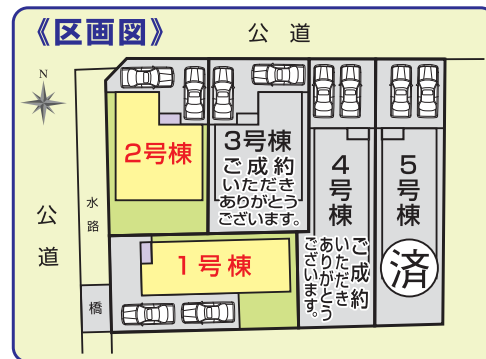 《区画図》
公道
N
2号棟
3号棟
ご成約
いただき
ありがとう
ございます。
4号棟
ご成約
いただき
ありがとう
ございます。
5号棟
済
水路
公道
1号棟
橋